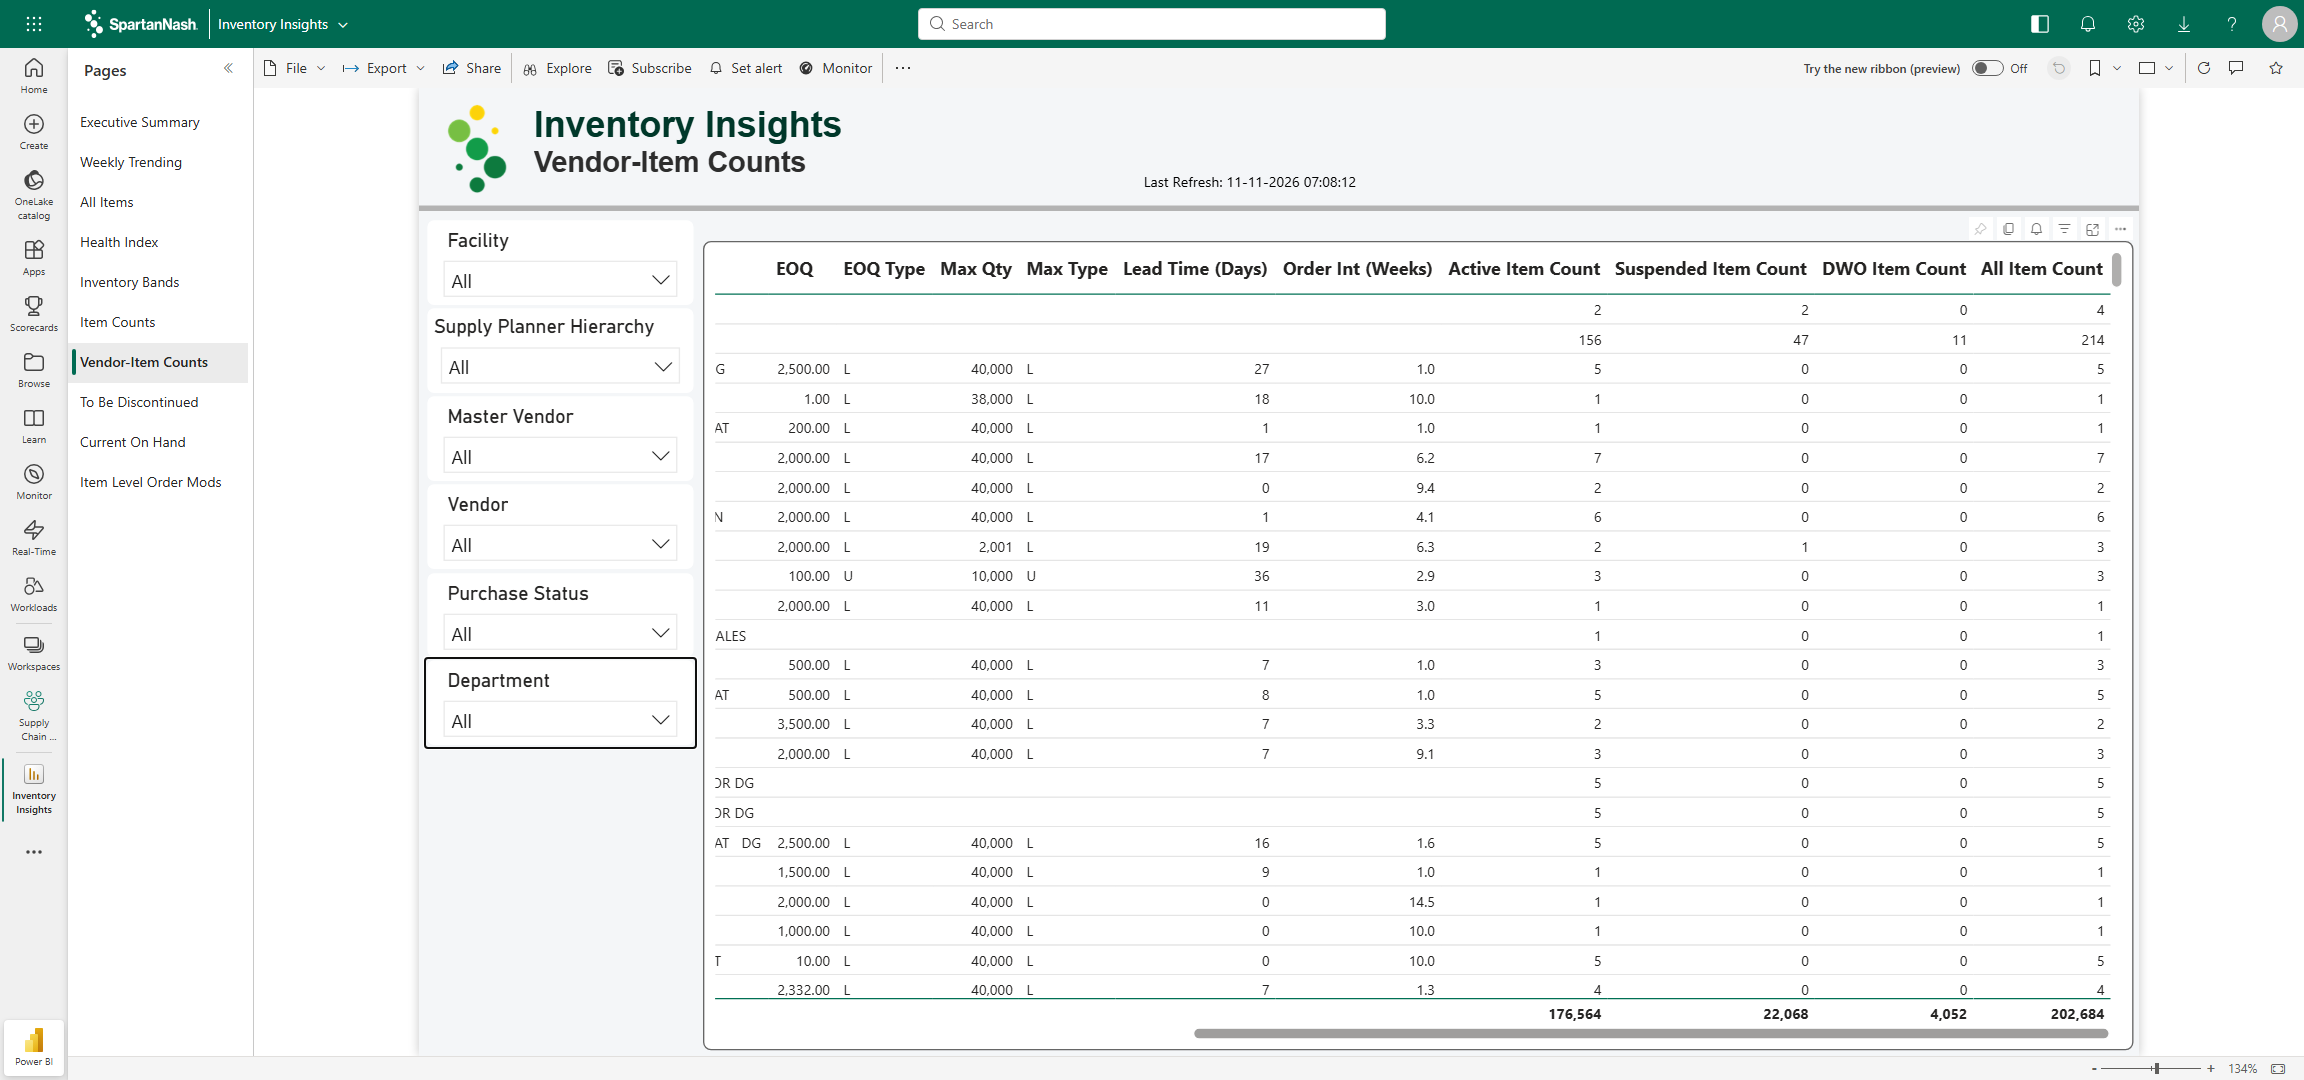 SpartanNash
Inventory Insights
Search
Home
Create
OneLake
catalog
Apps
Scorecards
Browse
Learn
Monitor
Real-Time
Workloads
Workspaces
Supply
Chain ...
Inventory
Insights
Power BI
Pages
Executive Summary
Weekly Trending
All Items
Health Index
Inventory Bands
Item Counts
Vendor-Item Counts
To Be Discontinued
Current On Hand
Item Level Order Mods
File Export Share Explore Subscribe Set alert Monitor ...
Try the new ribbon (preview) Off
Inventory Insights
Vendor-Item Counts
Last Refresh: 11-11-2026 07:08:12
Facility
All
Supply Planner Hierarchy
All
Master Vendor
All
Vendor
All
Purchase Status
All
Department
All
EOQ EOQ Type Max Qty Max Type Lead Time (Days) Order Int (Weeks) Active Item Count Suspended Item Count DWO Item Count All Item Count
2 2 0 4
156 47 11 214
G 2,500.00 L 40,000 L 27 1.0 5 0 0 5
1.00 L 38,000 L 18 10.0 1 0 0 1
AT 200.00 L 40,000 L 1 1.0 1 0 0 1
2,000.00 L 40,000 L 17 6.2 7 0 0 7
2,000.00 L 40,000 L 0 9.4 2 0 0 2
N 2,000.00 L 40,000 L 1 4.1 6 0 0 6
2,000.00 L 2,001 L 19 6.3 2 1 0 3
100.00 U 10,000 U 36 2.9 3 0 0 3
2,000.00 L 40,000 L 11 3.0 1 0 0 1
ALES 1 0 0 1
500.00 L 40,000 L 7 1.0 3 0 0 3
AT 500.00 L 40,000 L 8 1.0 5 0 0 5
3,500.00 L 40,000 L 7 3.3 2 0 0 2
2,000.00 L 40,000 L 7 9.1 3 0 0 3
OR DG 5 0 0 5
OR DG 5 0 0 5
AT DG 2,500.00 L 40,000 L 16 1.6 5 0 0 5
1,500.00 L 40,000 L 9 1.0 1 0 0 1
2,000.00 L 40,000 L 0 14.5 1 0 0 1
1,000.00 L 40,000 L 0 10.0 1 0 0 1
T 10.00 L 40,000 L 0 10.0 5 0 0 5
2,332.00 L 40,000 L 7 1.3 4 0 0 4
176,564 22,068 4,052 202,684
- + 134%